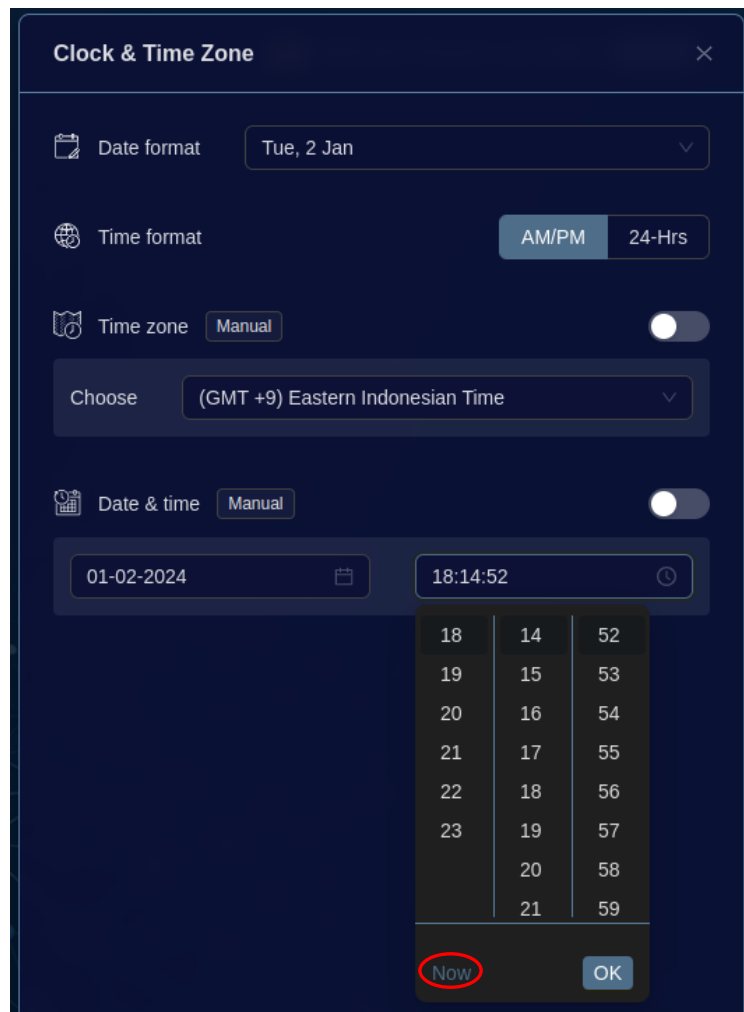 Clock & Time Zone
Date format Tue, 2 Jan
Time format AM/PM 24-Hrs
Time zone Manual
Choose (GMT +9) Eastern Indonesian Time
Date & time Manual
01-02-2024 18:14:52
18 14 52
19 15 53
20 16 54
21 17 55
22 18 56
23 19 57
20 58
21 59
Now OK